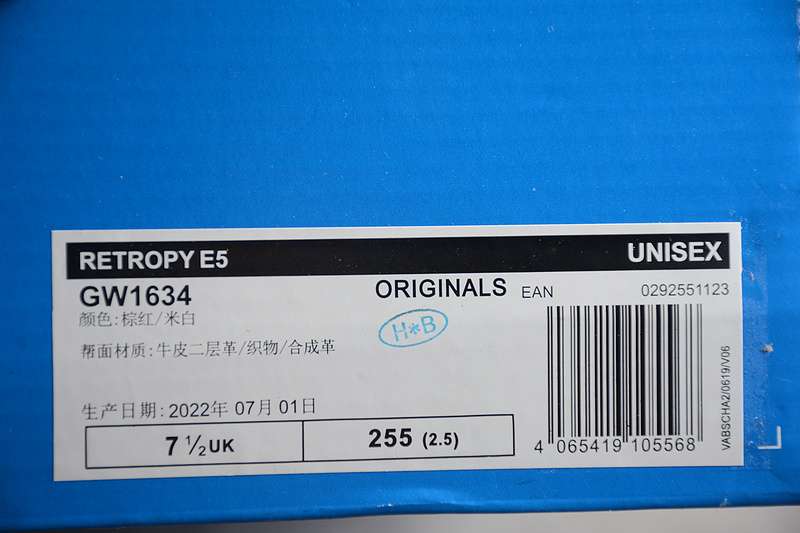 RETROPY E5 UNISEX
GW1634 ORIGINALS EAN 0292551123
颜色:棕红/米白
H*B
帮面材质:牛皮二层革/织物/合成革
生产日期: 2022年 07月 01日
7 ½ UK 255 (2.5)
4 065419 105568
VABSCHA2/0619/V06